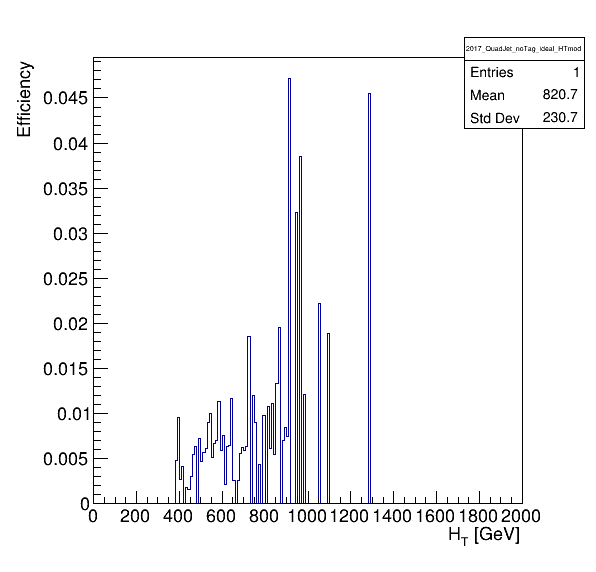 2017_QuadJet_noTag_ideal_HTmod
Entries 1
Mean 820.7
Std Dev 230.7
Efficiency
0.045
0.04
0.035
0.03
0.025
0.02
0.015
0.01
0.005
0
0 200 400 600 800 1000 1200 1400 1600 1800 2000
H_T [GeV]